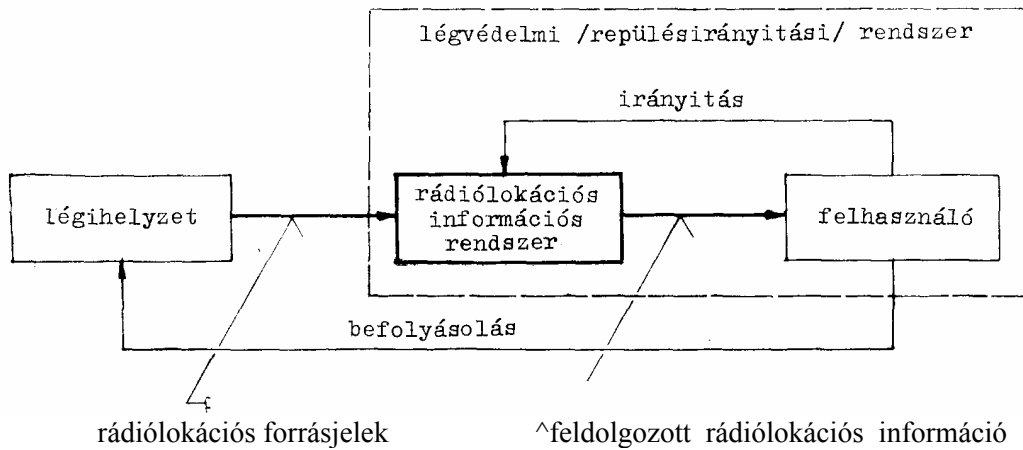 légvédelmi /repülésirányitási/ rendszer
irányitás
légihelyzet
rádiólokációs
információs
rendszer
felhasználó
befolyásolás
rádiólokációs forrásjelek
^feldolgozott rádiólokációs információ